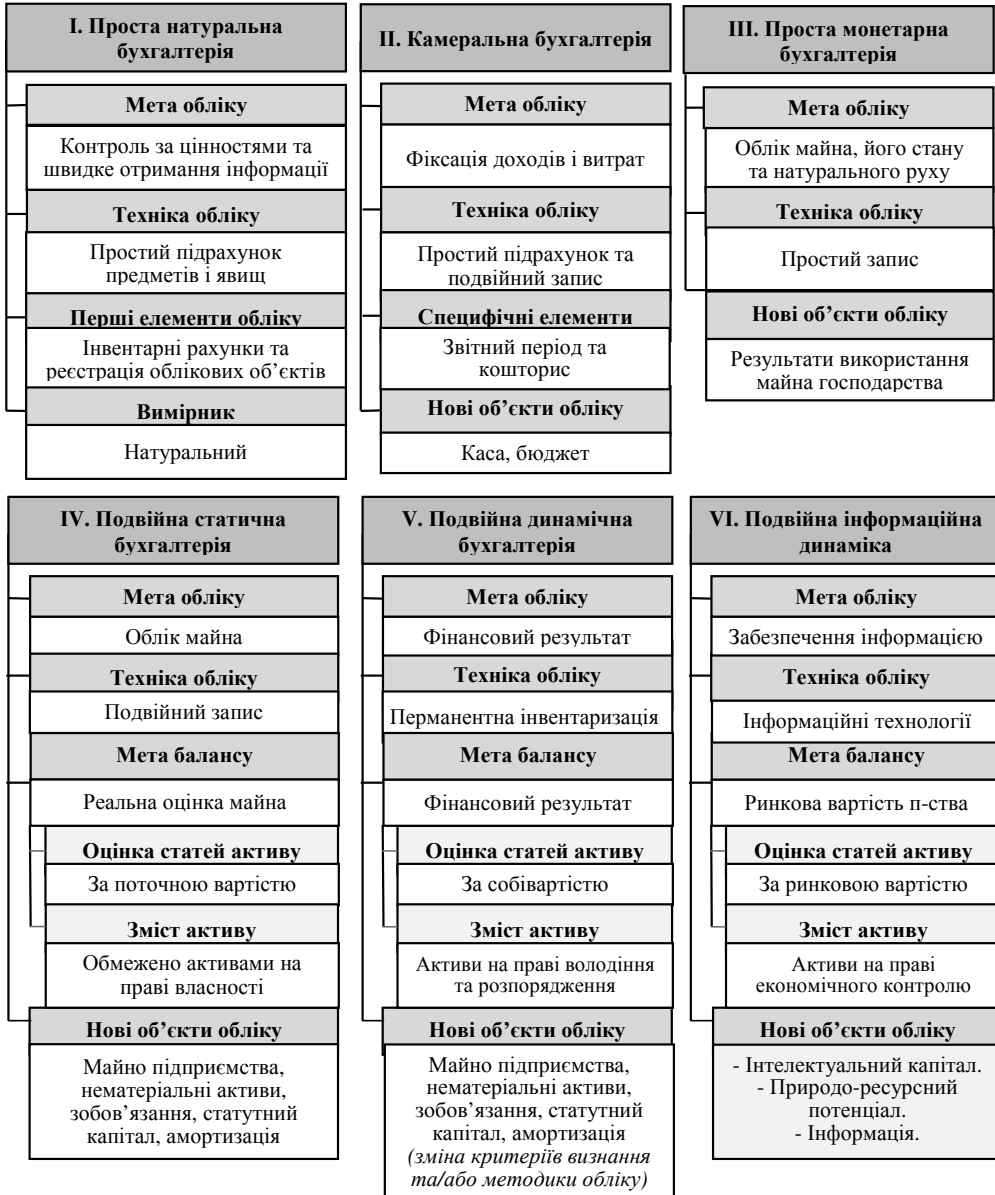 І. Проста натуральна
бухгалтерія
Мета обліку
Контроль за цінностями та
швидке отримання інформації
Техніка обліку
Простий підрахунок
предметів і явищ
Перші елементи обліку
Інвентарні рахунки та
реєстрація облікових об’єктів
Вимірник
Натуральний
ІІ. Камеральна бухгалтерія
Мета обліку
Фіксація доходів і витрат
Техніка обліку
Простий підрахунок та
подвійний запис
Специфічні елементи
Звітний період та
кошторис
Нові об’єкти обліку
Каса, бюджет
ІІІ. Проста монетарна
бухгалтерія
Мета обліку
Облік майна, його стану
та натурального руху
Техніка обліку
Простий запис
Нові об’єкти обліку
Результати використання
майна господарства
IV. Подвійна статична
бухгалтерія
Мета обліку
Облік майна
Техніка обліку
Подвійний запис
Мета балансу
Реальна оцінка майна
Оцінка статей активу
За поточною вартістю
Зміст активу
Обмежено активами на
праві власності
Нові об’єкти обліку
Майно підприємства,
нематеріальні активи,
зобов’язання, статутний
капітал, амортизація
V. Подвійна динамічна
бухгалтерія
Мета обліку
Фінансовий результат
Техніка обліку
Перманентна інвентаризація
Мета балансу
Фінансовий результат
Оцінка статей активу
За собівартістю
Зміст активу
Активи на праві володіння
та розпорядження
Нові об’єкти обліку
Майно підприємства,
нематеріальні активи,
зобов’язання, статутний
капітал, амортизація
(зміна критеріїв визнання
та/або методики обліку)
VI. Подвійна інформаційна
динаміка
Мета обліку
Забезпечення інформацією
Техніка обліку
Інформаційні технології
Мета балансу
Ринкова вартість п-ства
Оцінка статей активу
За ринковою вартістю
Зміст активу
Активи на праві
економічного контролю
Нові об’єкти обліку
- Інтелектуальний капітал.
- Природо-ресурсний
потенціал.
- Інформація.